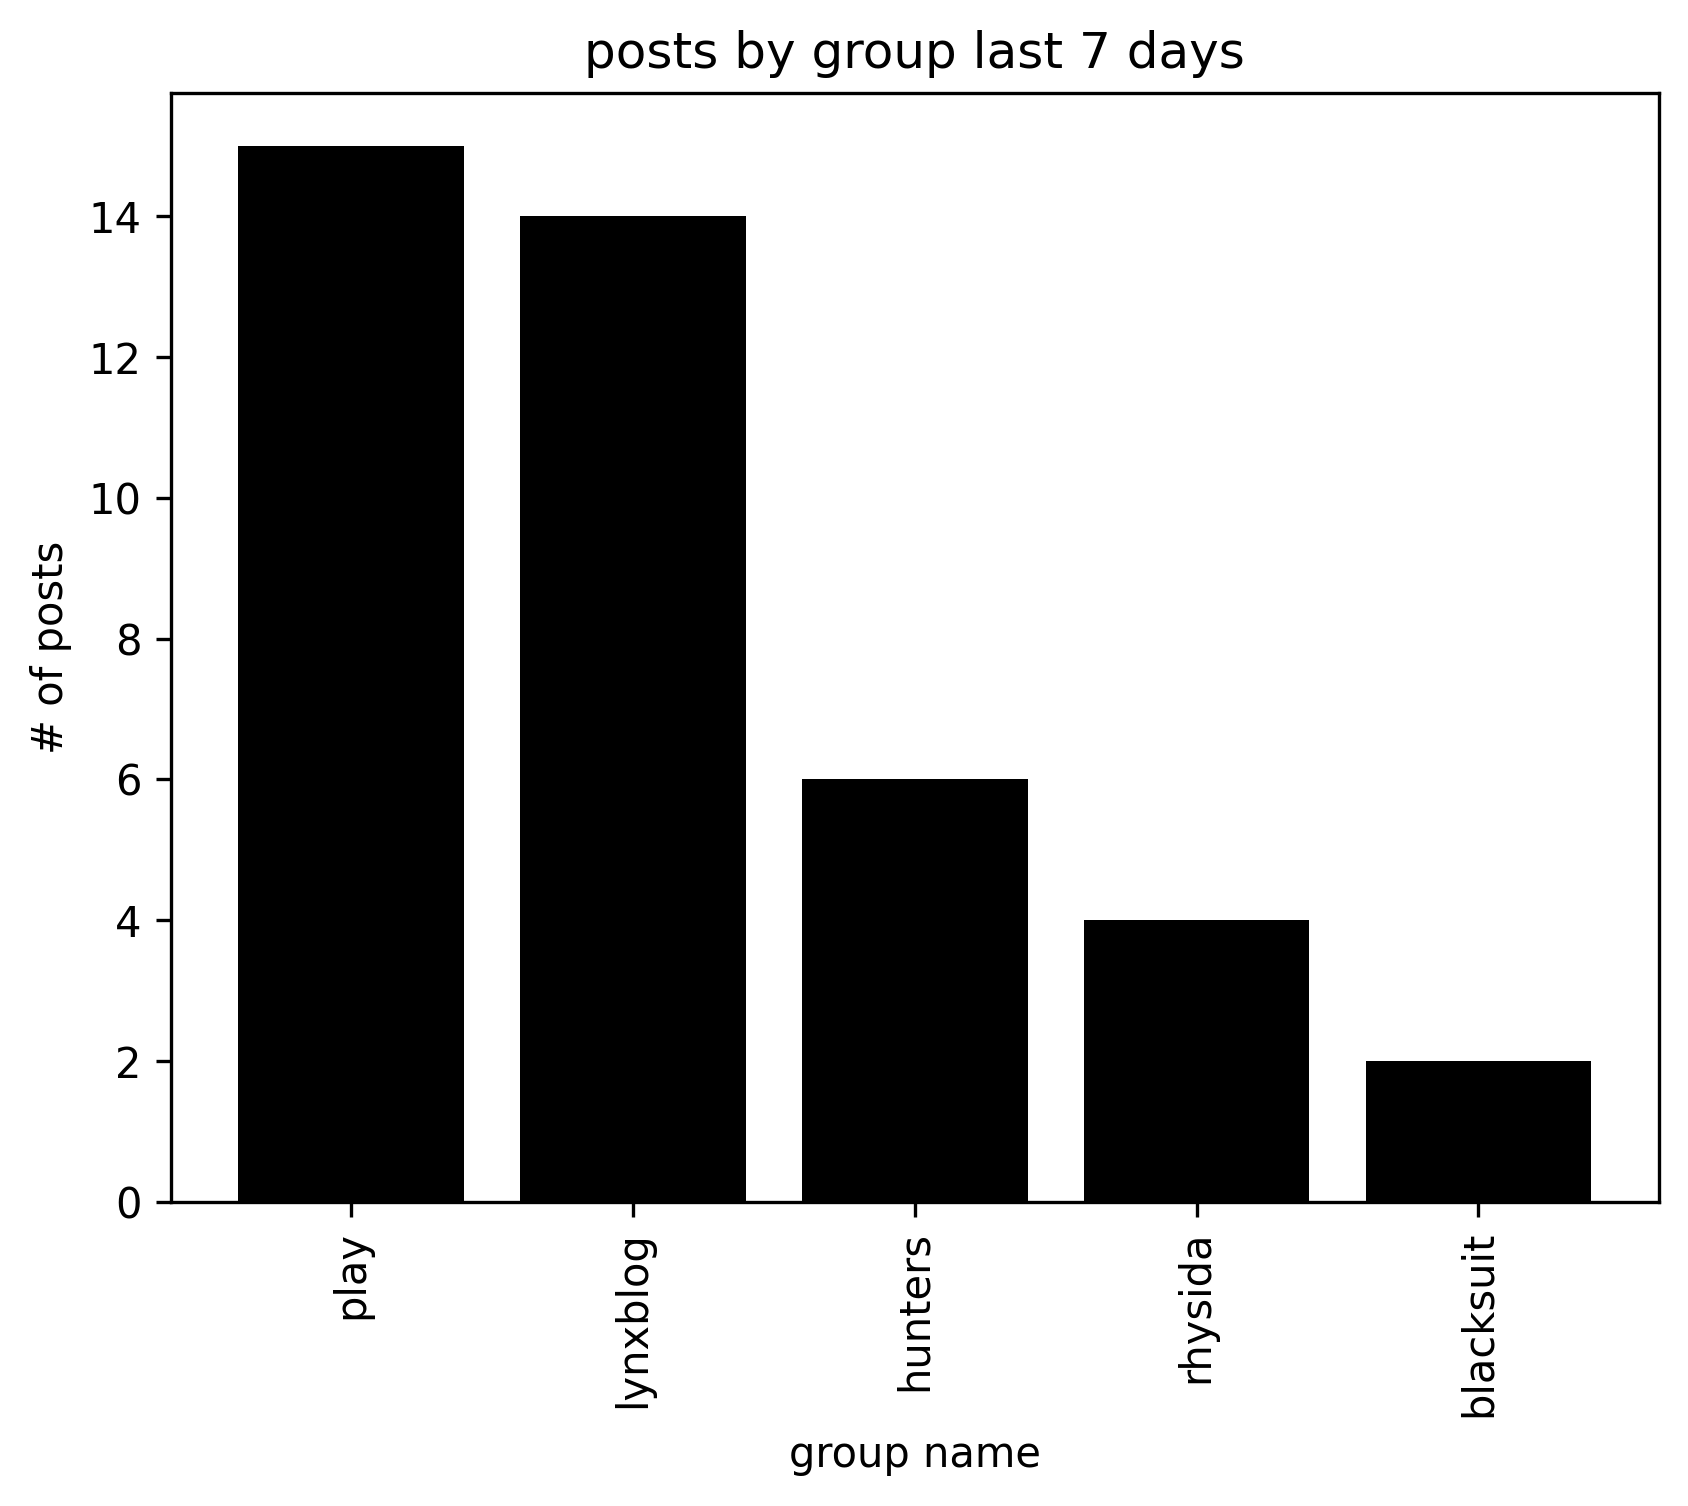 posts by group last 7 days
# of posts
14
12
10
8
6
4
2
0
play
lynxblog
hunters
rhysida
blacksuit
group name